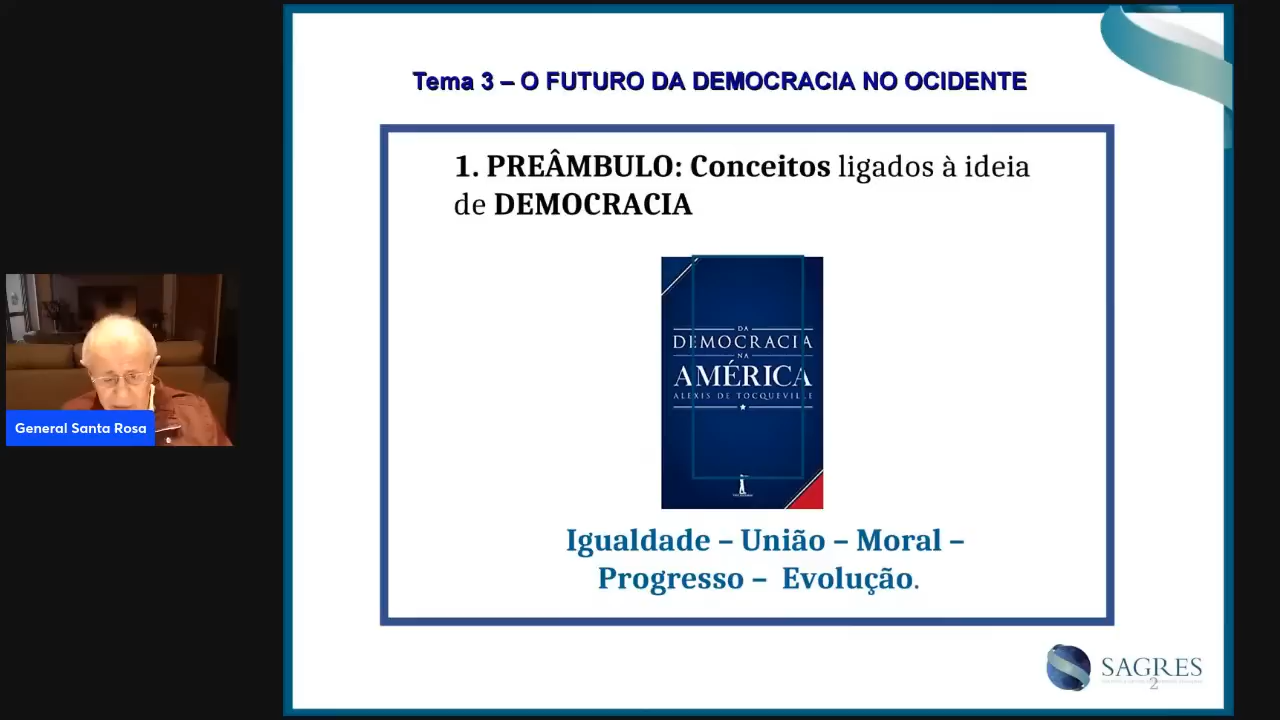 Tema 3 – O FUTURO DA DEMOCRACIA NO OCIDENTE
1. PREÂMBULO: Conceitos ligados à ideia
de DEMOCRACIA
DA
DEMOCRACIA
NA
AMÉRICA
ALEXIS DE TOCQUEVILLE
Igualdade – União – Moral –
Progresso – Evolução.
General Santa Rosa
SAGRES
2